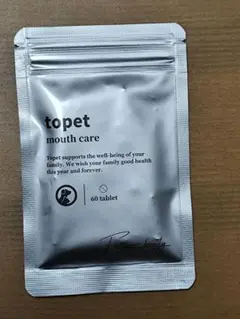 topet
mouth care
Topet supports the well-being of your
family. We wish your family good health
this year and forever.
60 tablet